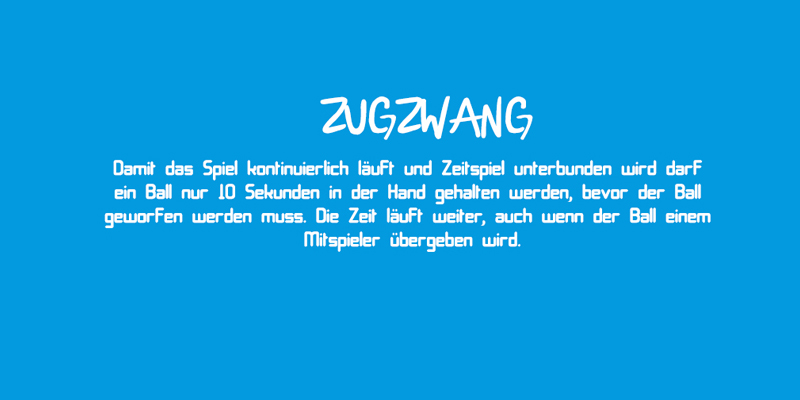 ZUGZWANG
Damit das Spiel kontinuierlich läuft und Zeitspiel unterbunden wird darf
ein Ball nur 10 Sekunden in der Hand gehalten werden, bevor der Ball
geworfen werden muss. Die Zeit läuft weiter, auch wenn der Ball einem
Mitspieler übergeben wird.